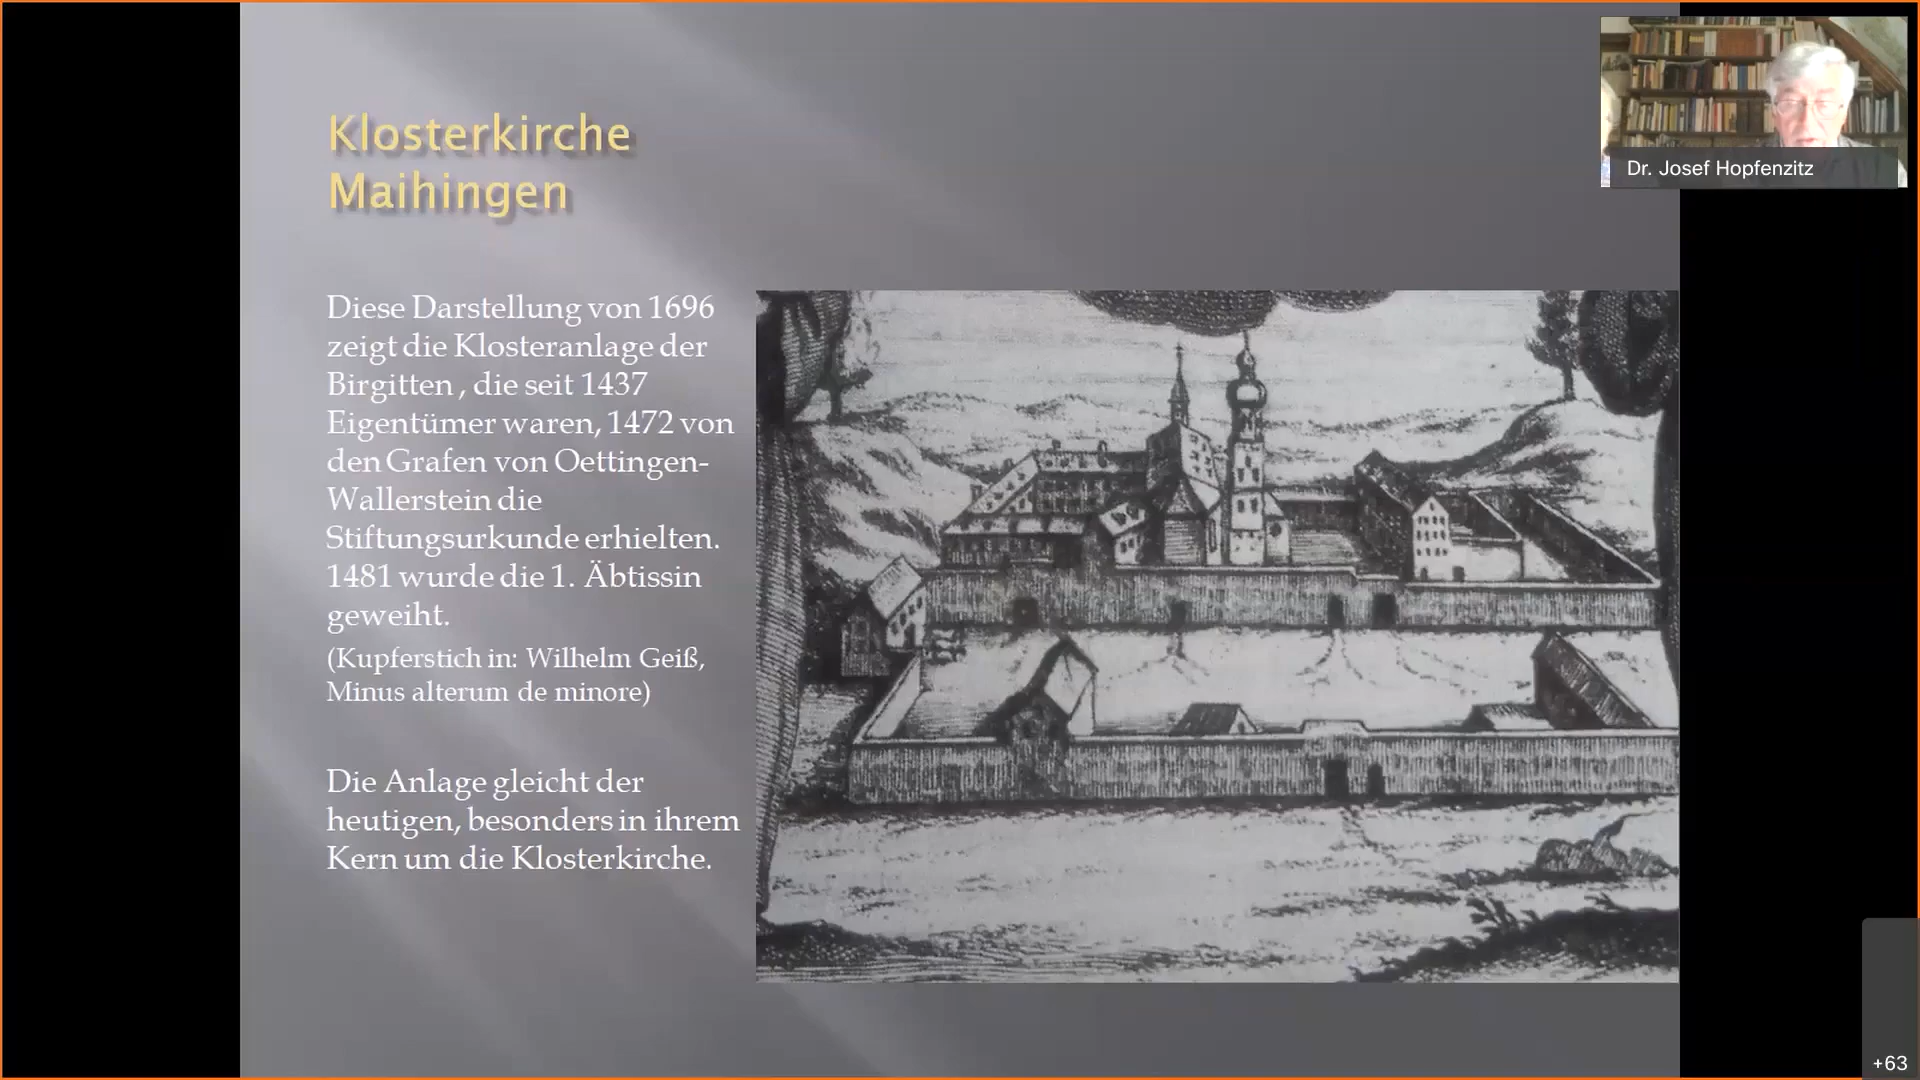 Klosterkirche
Maihingen
Diese Darstellung von 1696
zeigt die Klosteranlage der
Birgitten , die seit 1437
Eigentümer waren, 1472 von
den Grafen von Oettingen-
Wallerstein die
Stiftungsurkunde erhielten.
1481 wurde die 1. Äbtissin
geweiht.
(Kupferstich in: Wilhelm Geiß,
Minus alterum de minore)
Die Anlage gleicht der
heutigen, besonders in ihrem
Kern um die Klosterkirche.
Dr. Josef Hopfenzitz
+63